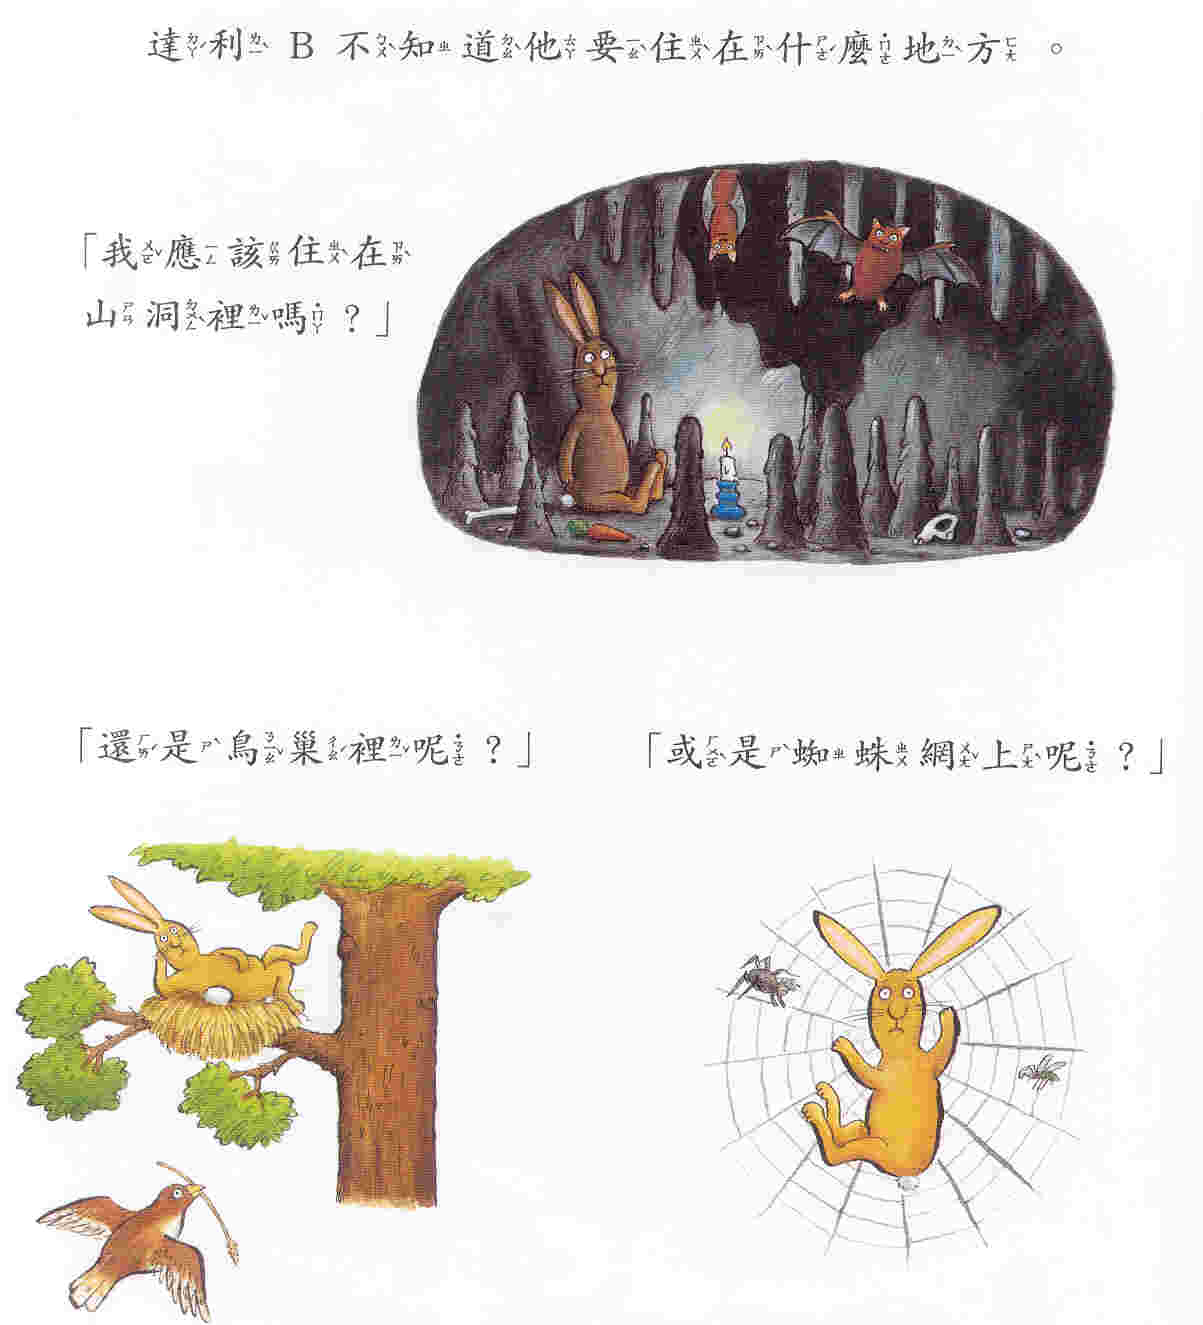 達利 B 不知道他要住在什麼地方。
「我應該住在
山洞裡嗎？」
「還是鳥巢裡呢？」
「或是蜘蛛網上呢？」